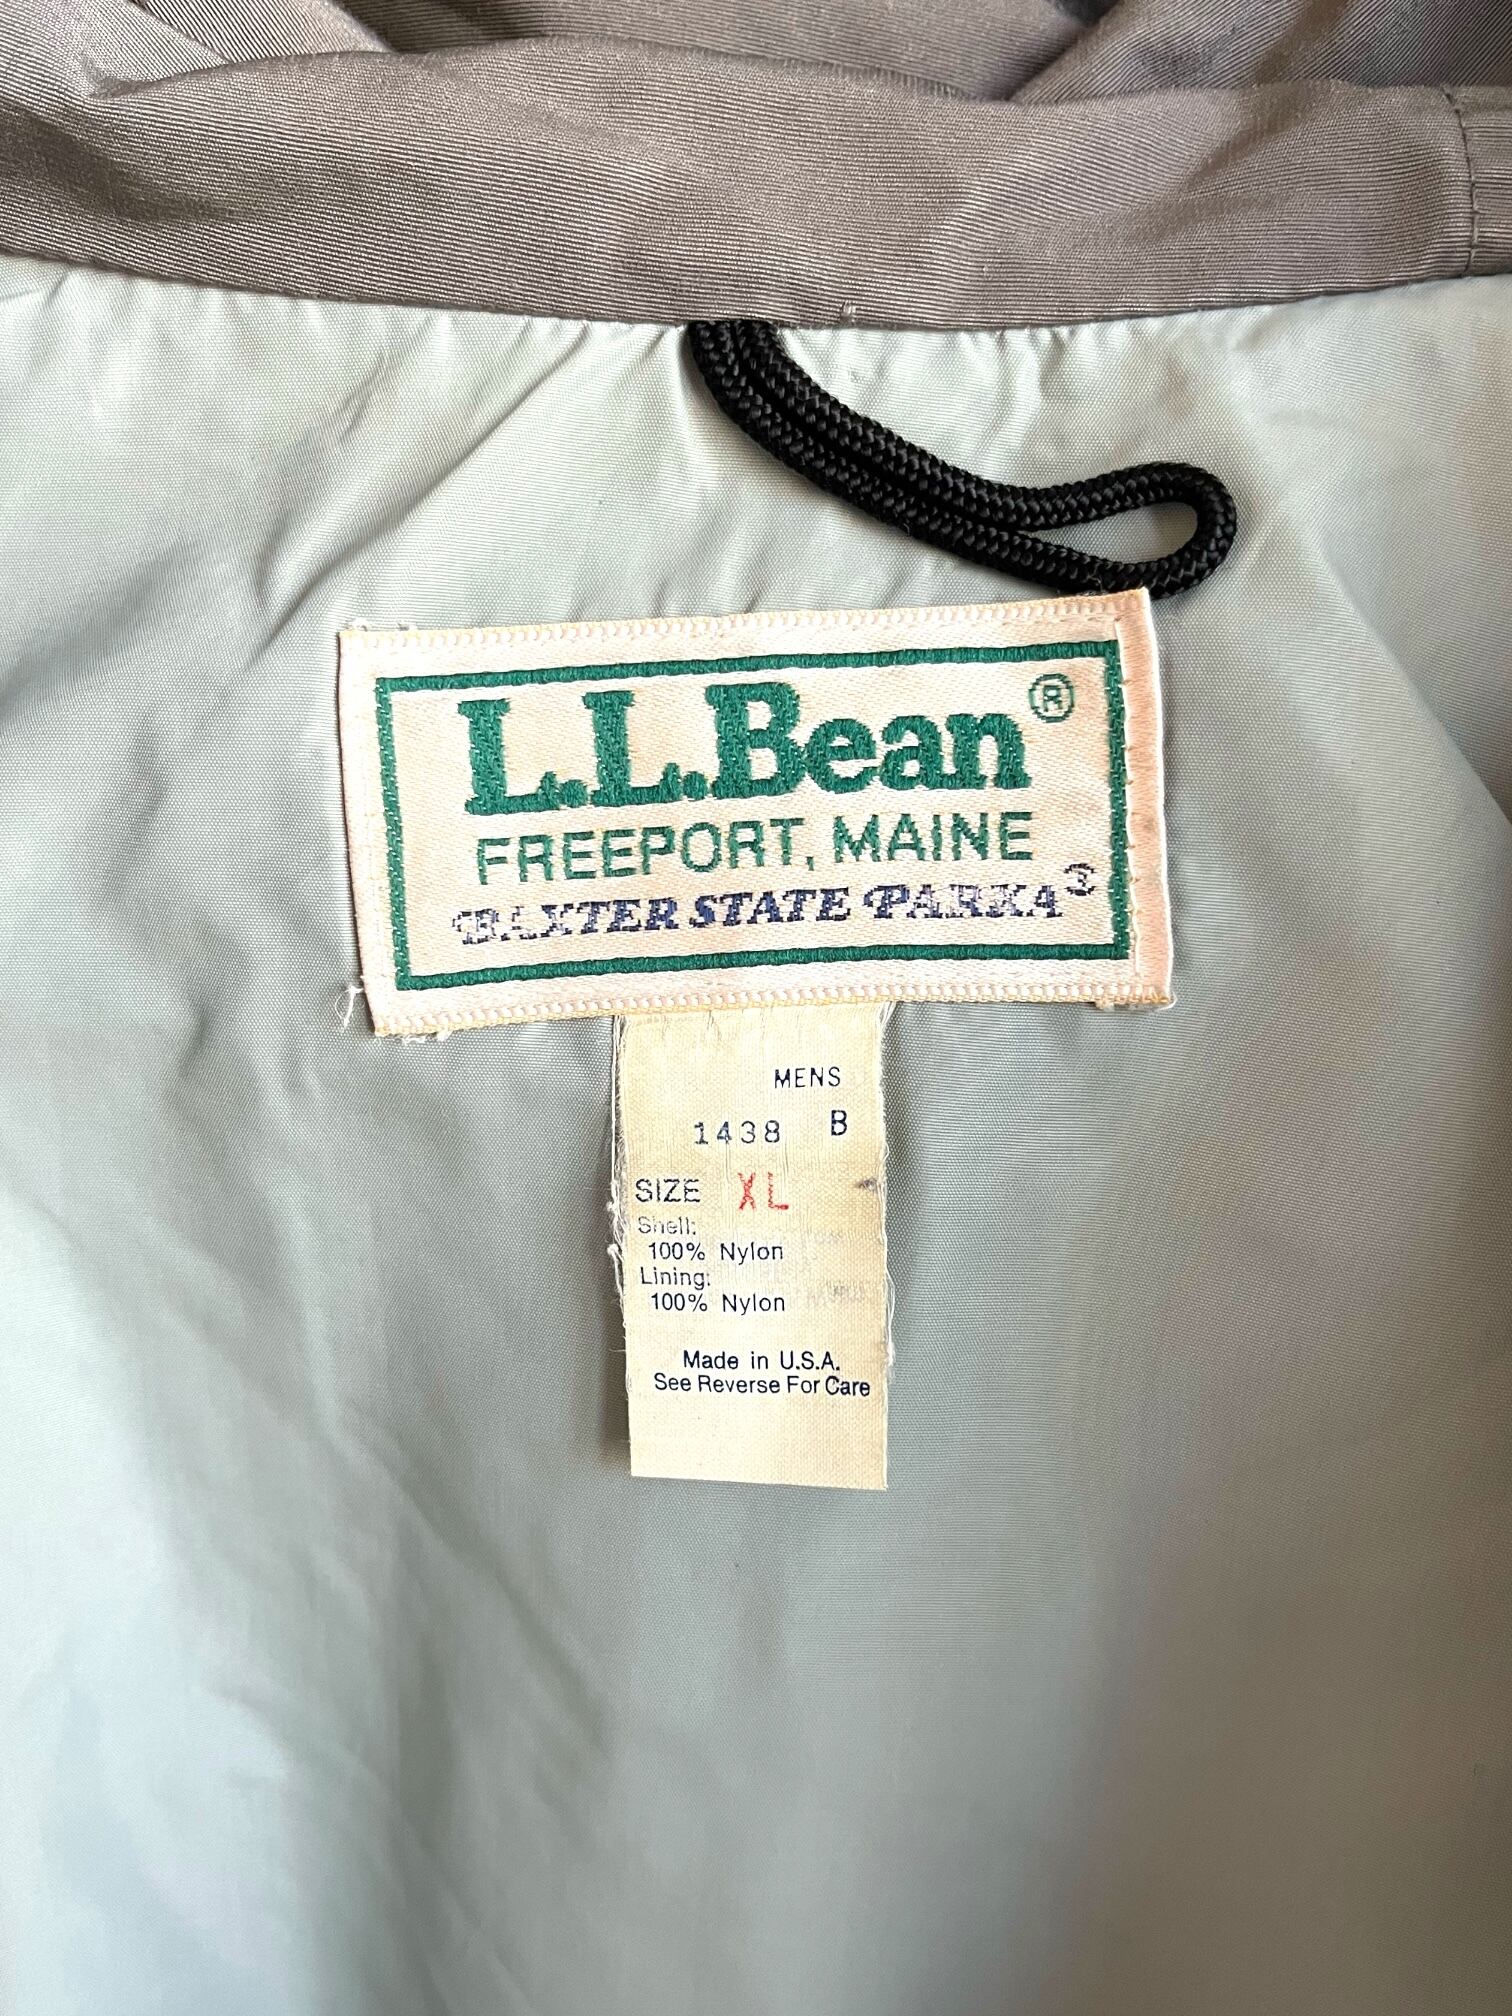 L.L.Bean®
FREEPORT, MAINE
BAXTER STATE PARKA
MENS
1438 B
SIZE XL
Shell:
100% Nylon
Lining:
100% Nylon
Made in U.S.A.
See Reverse For Care